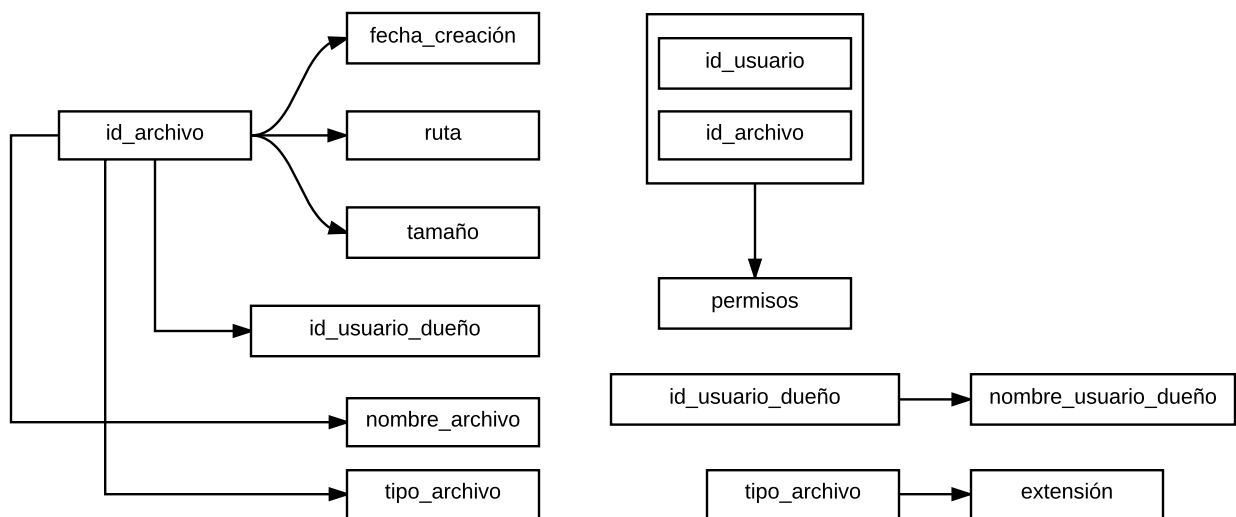 fecha_creación
id_archivo
ruta
tamaño
id_usuario_dueño
nombre_archivo
tipo_archivo
id_usuario
id_archivo
permisos
id_usuario_dueño
nombre_usuario_dueño
tipo_archivo
extensión